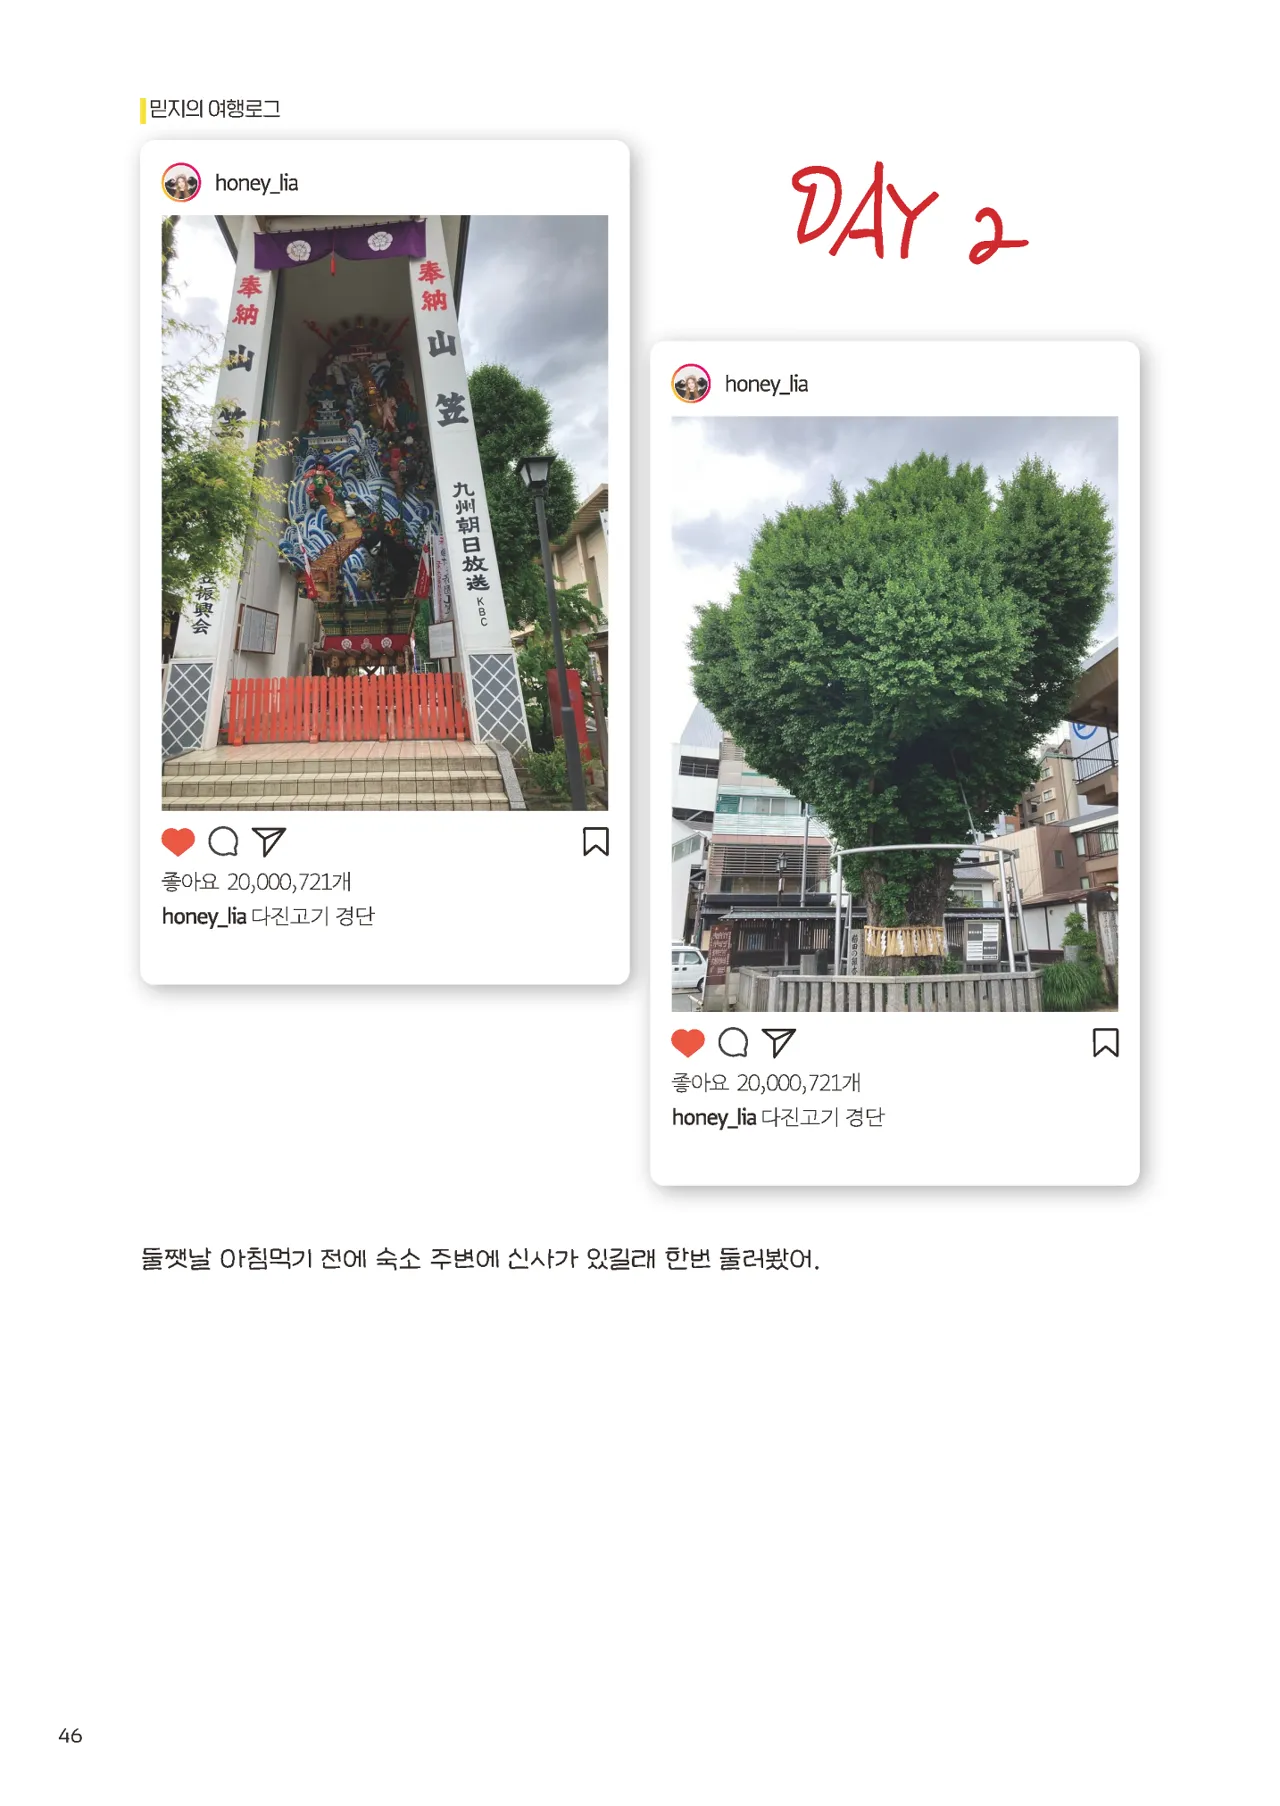 믿지의 여행로그
honey_lia
DAY 2
奉納
山笠
振興会
奉納
山笠
九州朝日放送
KBC
좋아요 20,000,721개
honey_lia 다진고기 경단
honey_lia
좋아요 20,000,721개
honey_lia 다진고기 경단
둘쨋날 아침먹기 전에 숙소 주변에 신사가 있길래 한번 둘러봤어.
46